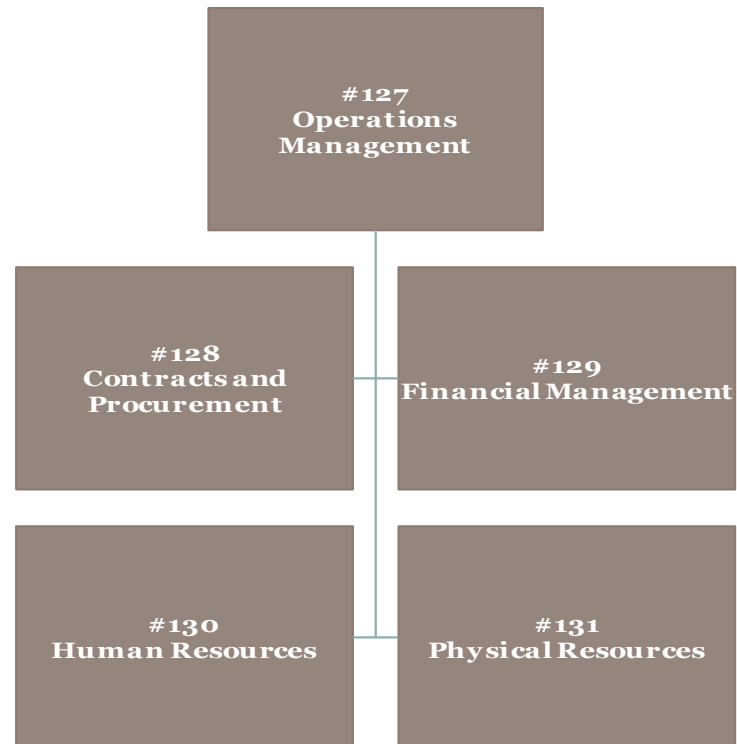 #127
Operations
Management
#128
Contracts and
Procurement
#129
Financial Management
#130
Human Resources
#131
Physical Resources